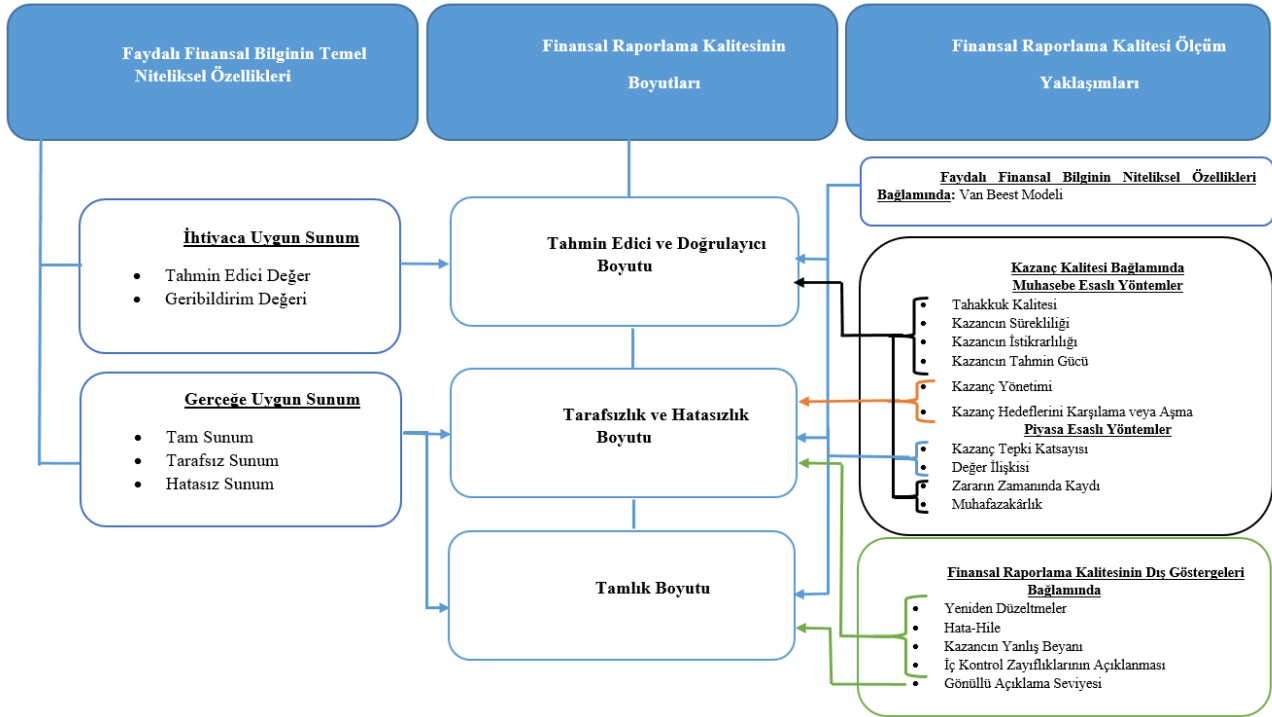 Faydalı Finansal Bilginin Temel
Niteliksel Özellikleri
Finansal Raporlama Kalitesinin
Boyutları
Finansal Raporlama Kalitesi Ölçüm
Yaklaşımları
İhtiyaca Uygun Sunum
• Tahmin Edici Değer
• Geribildirim Değeri
Gerçeğe Uygun Sunum
• Tam Sunum
• Tarafsız Sunum
• Hatasız Sunum
Tahmin Edici ve Doğrulayıcı
Boyutu
Tarafsızlık ve Hatasızlık
Boyutu
Tamlık Boyutu
Faydalı Finansal Bilginin Niteliksel Özellikleri
Bağlamında: Van Beest Modeli
Kazanç Kalitesi Bağlamında
Muhasebe Esaslı Yöntemler
• Tahakkuk Kalitesi
• Kazancın Sürekliliği
• Kazancın İstikrarlılığı
• Kazancın Tahmin Gücü
• Kazanç Yönetimi
• Kazanç Hedeflerini Karşılama veya Aşma
Piyasa Esaslı Yöntemler
• Kazanç Tepki Katsayısı
• Değer İlişkisi
• Zararın Zamanında Kaydı
• Muhafazakârlık
Finansal Raporlama Kalitesinin Dış Göstergeleri
Bağlamında
• Yeniden Düzeltmeler
• Hata-Hile
• Kazancın Yanlış Beyanı
• İç Kontrol Zayıflıklarının Açıklanması
• Gönüllü Açıklama Seviyesi